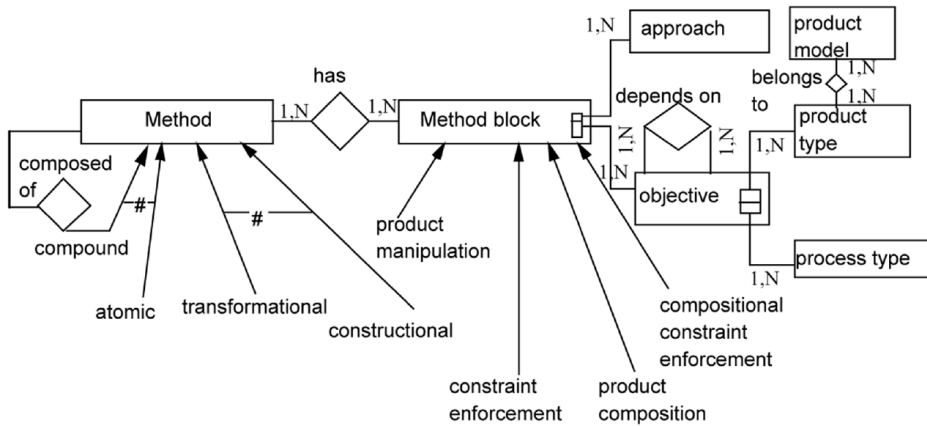 1,N
approach
product
model
1,N
belongs
to
1,N
product
type
has
1,N
1,N
Method
Method block
depends on
1,N
1,N
1,N
1,N
composed
of
#
#
compound
objective
product
manipulation
1,N
process type
atomic
transformational
constructional
compositional
constraint
enforcement
constraint
enforcement
product
composition